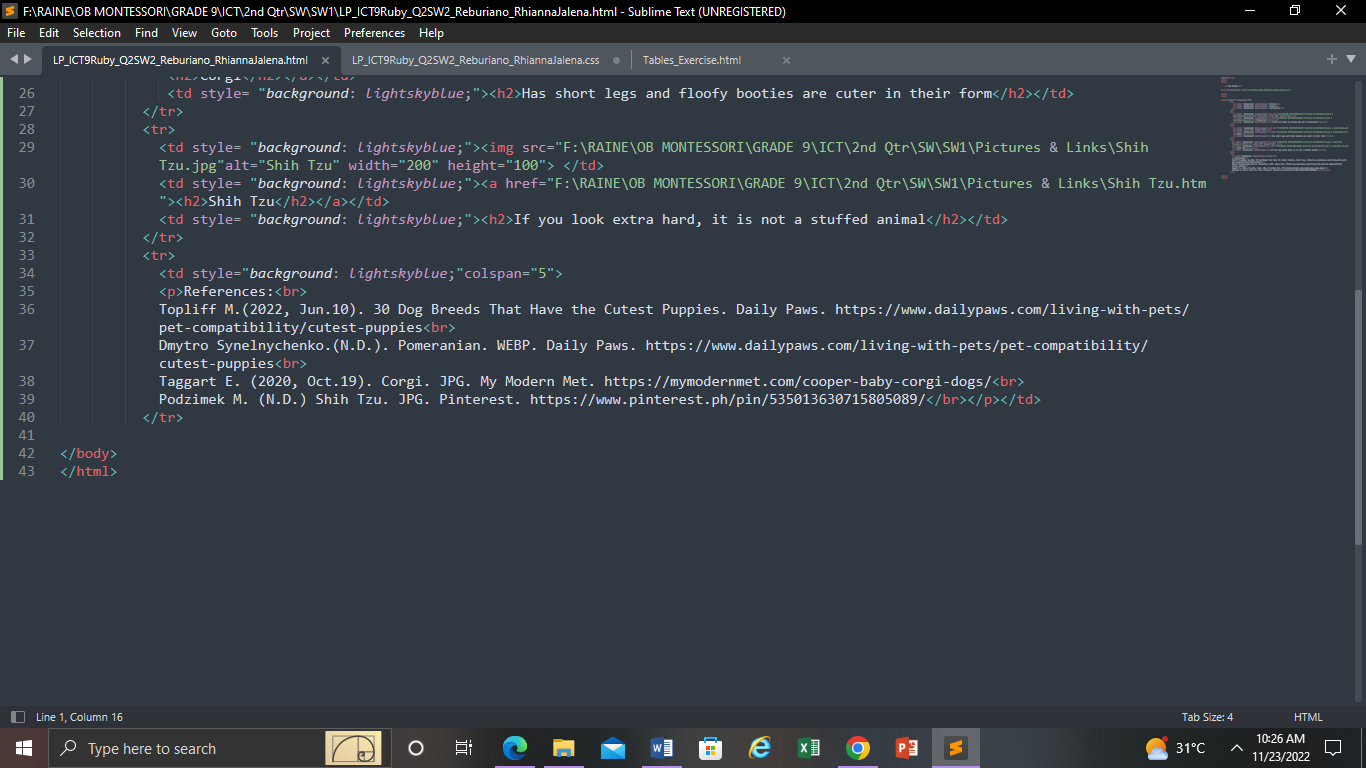 F:\RAINE\OB MONTESSORI\GRADE 9\ICT\2nd Qtr\SW\SW1\LP_ICT9Ruby_Q2SW2_Reburiano_RhiannaJalena.html - Sublime Text (UNREGISTERED)
File Edit Selection Find View Goto Tools Project Preferences Help
LP_ICT9Ruby_Q2SW2_Reburiano_RhiannaJalena.html LP_ICT9Ruby_Q2SW2_Reburiano_RhiannaJalena.css Tables_Exercise.html
<h2>Corgi</h2></a></td>
26 <td style= "background: lightskyblue;"><h2>Has short legs and floofy booties are cuter in their form</h2></td>
27 </tr>
28 <tr>
29 <td style= "background: lightskyblue;"><img src="F:\RAINE\OB MONTESSORI\GRADE 9\ICT\2nd Qtr\SW\SW1\Pictures & Links\Shih
Tzu.jpg"alt="Shih Tzu" width="200" height="100"> </td>
30 <td style= "background: lightskyblue;"><a href="F:\RAINE\OB MONTESSORI\GRADE 9\ICT\2nd Qtr\SW\SW1\Pictures & Links\Shih Tzu.htm
"><h2>Shih Tzu</h2></a></td>
31 <td style= "background: lightskyblue;"><h2>If you look extra hard, it is not a stuffed animal</h2></td>
32 </tr>
33 <tr>
34 <td style="background: lightskyblue;"colspan="5">
35 <p>References:<br>
36 Topliff M.(2022, Jun.10). 30 Dog Breeds That Have the Cutest Puppies. Daily Paws. https://www.dailypaws.com/living-with-pets/
pet-compatibility/cutest-puppies<br>
37 Dmytro Synelnychenko.(N.D.). Pomeranian. WEBP. Daily Paws. https://www.dailypaws.com/living-with-pets/pet-compatibility/
cutest-puppies<br>
38 Taggart E. (2020, Oct.19). Corgi. JPG. My Modern Met. https://mymodernmet.com/cooper-baby-corgi-dogs/<br>
39 Podzimek M. (N.D.) Shih Tzu. JPG. Pinterest. https://www.pinterest.ph/pin/535013630715805089/</br></p></td>
40 </tr>
41
42 </body>
43 </html>
Line 1, Column 16 Tab Size: 4 HTML
Type here to search 31°C 10:26 AM
11/23/2022